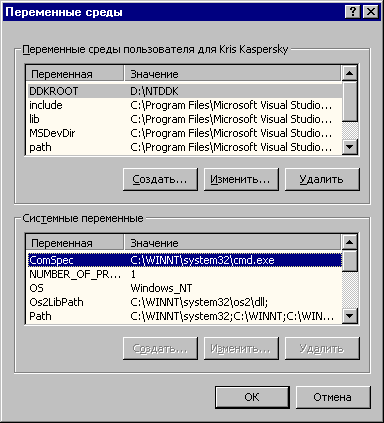 Переменные среды
Переменные среды пользователя для Kris Kaspersky
Переменная Значение
DDKROOT D:\NTDDK
include C:\Program Files\Microsoft Visual Studio...
lib C:\Program Files\Microsoft Visual Studio...
MSDevDir C:\Program Files\Microsoft Visual Studio...
path C:\Program Files\Microsoft Visual Studio...
Создать... Изменить... Удалить
Системные переменные
Переменная Значение
ComSpec C:\WINNT\system32\cmd.exe
NUMBER_OF_PR... 1
OS Windows_NT
Os2LibPath C:\WINNT\system32\os2\dll;
Path C:\WINNT\system32;C:\WINNT;C:\WIN...
Создать... Изменить... Удалить
OK Отмена